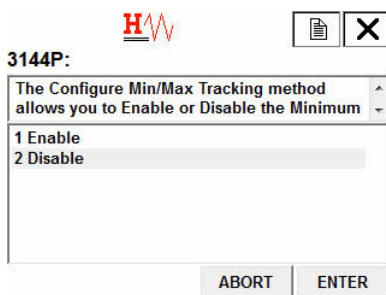 H
3144P:
The Configure Min/Max Tracking method
allows you to Enable or Disable the Minimum
1 Enable
2 Disable
ABORT ENTER